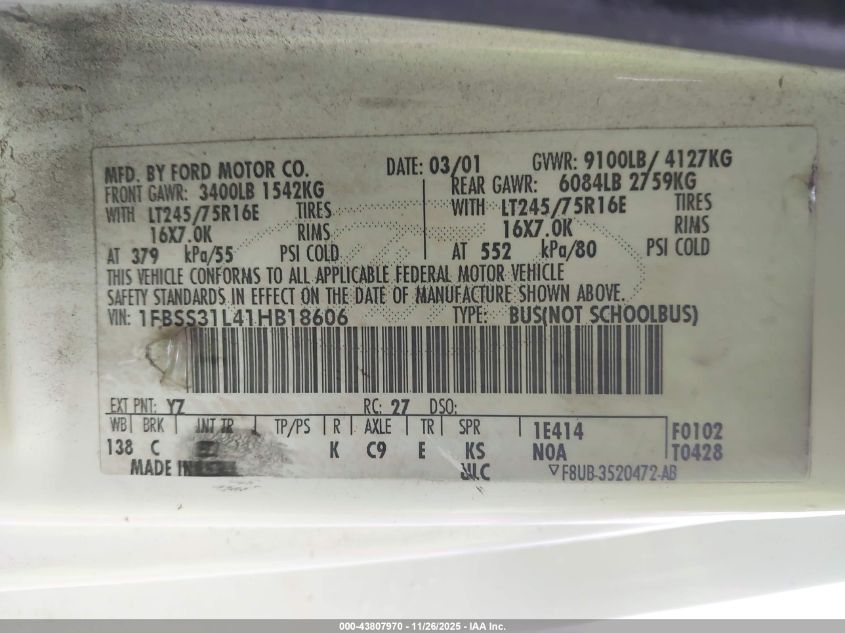 MFD. BY FORD MOTOR CO. DATE: 03/01 GVWR: 9100LB/ 4127KG
FRONT GAWR: 3400LB 1542KG REAR GAWR: 6084LB 2759KG
WITH LT245/75R16E TIRES WITH LT245/75R16E TIRES
16X7.0K RIMS 16X7.0K RIMS
AT 379 kPa/55 PSI COLD AT 552 kPa/80 PSI COLD
THIS VEHICLE CONFORMS TO ALL APPLICABLE FEDERAL MOTOR VEHICLE
SAFETY STANDARDS IN EFFECT ON THE DATE OF MANUFACTURE SHOWN ABOVE.
VIN: 1FBSS31L41HB18606 TYPE: BUS(NOT SCHOOLBUS)
EXT PNT: YZ RC: 27 DSO:
WB BRK INT TR TP/PS R AXLE TR SPR 1E414 F0102
138 C K C9 E KS N0A T0428
MADE IN ULC F8UB-3520472-AB
000-43807970 - 11/26/2025 - IAA Inc.